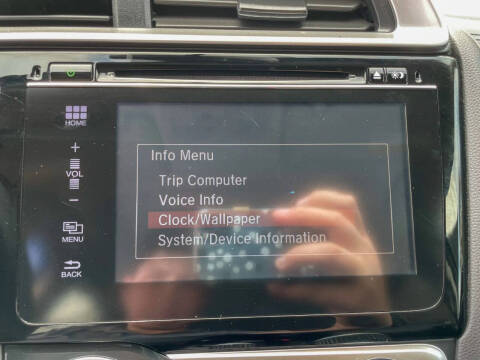 HOME
+
VOL
–
MENU
BACK
Info Menu
Trip Computer
Voice Info
Clock/Wallpaper
System/Device Information